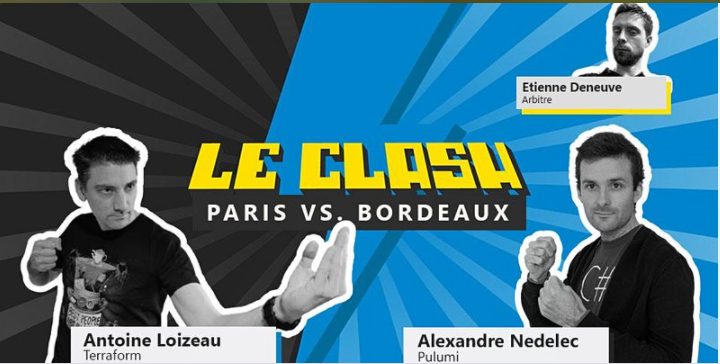 Etienne Deneuve
Arbitre
LE CLASH
PARIS VS. BORDEAUX
C#
Antoine Loizeau
Terraform
Alexandre Nedelec
Pulumi